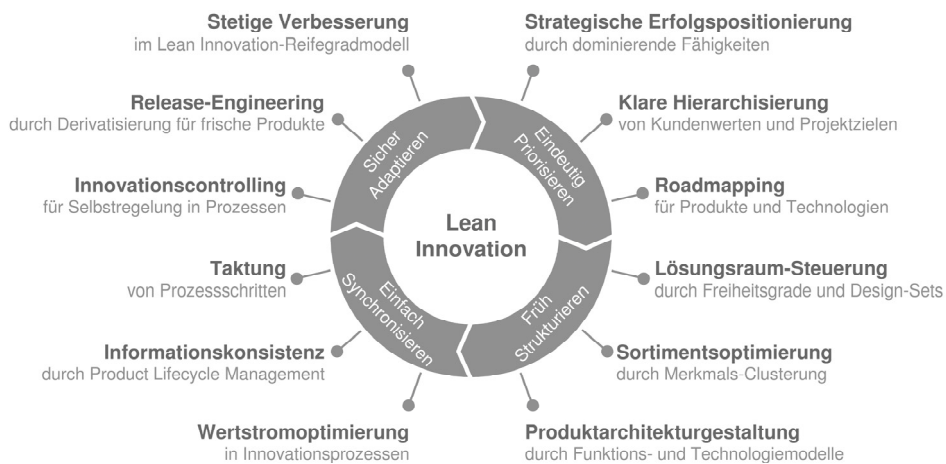 Stetige Verbesserung
im Lean Innovation-Reifegradmodell
Strategische Erfolgspositionierung
durch dominierende Fähigkeiten
Release-Engineering
durch Derivatisierung für frische Produkte
Klare Hierarchisierung
von Kundenwerten und Projektzielen
Innovationscontrolling
für Selbstregelung in Prozessen
Roadmapping
für Produkte und Technologien
Taktung
von Prozessschritten
Lösungsraum-Steuerung
durch Freiheitsgrade und Design-Sets
Informationskonsistenz
durch Product Lifecycle Management
Sortimentsoptimierung
durch Merkmals-Clusterung
Wertstromoptimierung
in Innovationsprozessen
Produktarchitekturgestaltung
durch Funktions- und Technologiemodelle
Sicher
Adaptieren
Eindeutig
Priorisieren
Lean
Innovation
Einfach
Synchronisieren
Früh
Strukturieren